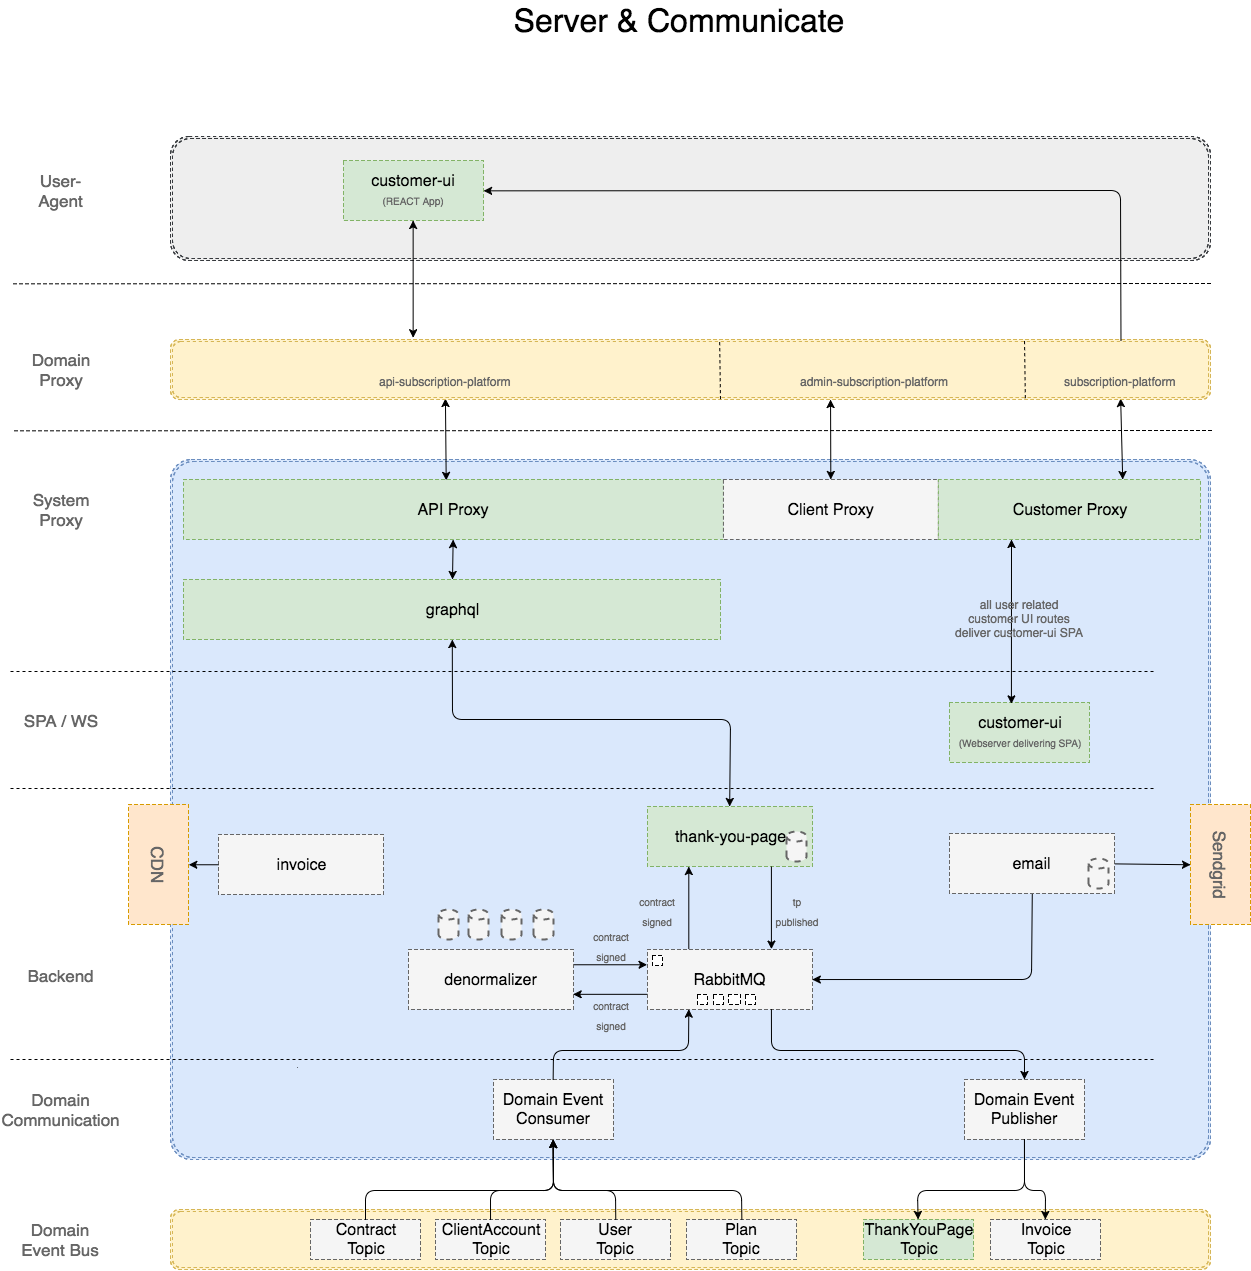 Server & Communicate
User-
Agent
customer-ui
(REACT App)
Domain
Proxy
api-subscription-platform
admin-subscription-platform
subscription-platform
System
Proxy
API Proxy
Client Proxy
Customer Proxy
graphql
all user related
customer UI routes
deliver customer-ui SPA
SPA / WS
customer-ui
(Webserver delivering SPA)
CDN
invoice
thank-you-page
email
Sendgrid
contract
signed
tp
published
contract
signed
Backend
denormalizer
RabbitMQ
contract
signed
Domain
Communication
Domain Event
Consumer
Domain Event
Publisher
Domain
Event Bus
Contract
Topic
ClientAccount
Topic
User
Topic
Plan
Topic
ThankYouPage
Topic
Invoice
Topic